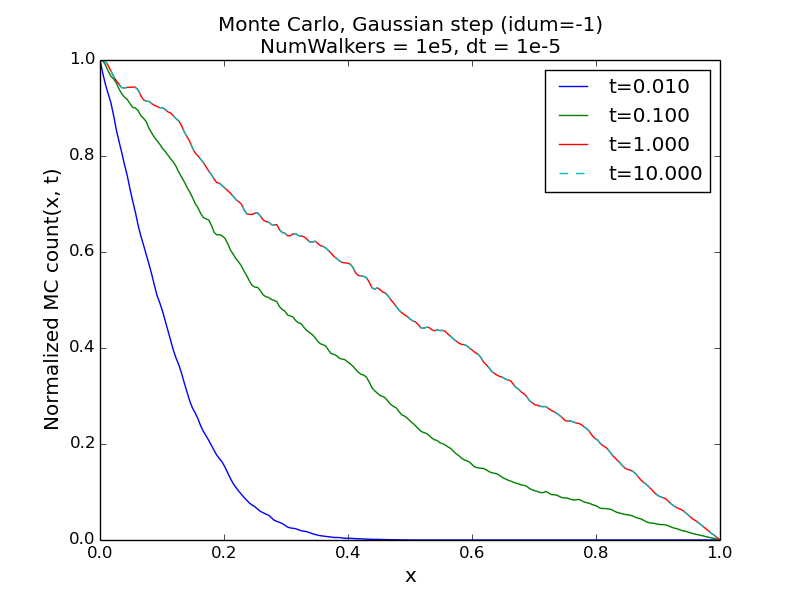 Monte Carlo, Gaussian step (idum=-1)
NumWalkers = 1e5, dt = 1e-5
Normalized MC count(x, t)
1.0
0.8
0.6
0.4
0.2
0.0
t=0.010
t=0.100
t=1.000
t=10.000
0.0 0.2 0.4 0.6 0.8 1.0
x